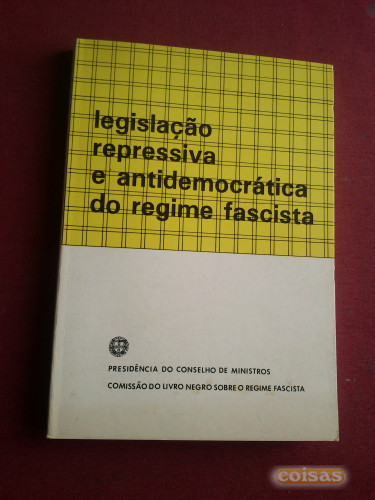 legislação
repressiva
e antidemocrática
do regime fascista
PRESIDÊNCIA DO CONSELHO DE MINISTROS
COMISSÃO DO LIVRO NEGRO SOBRE O REGIME FASCISTA
coisas